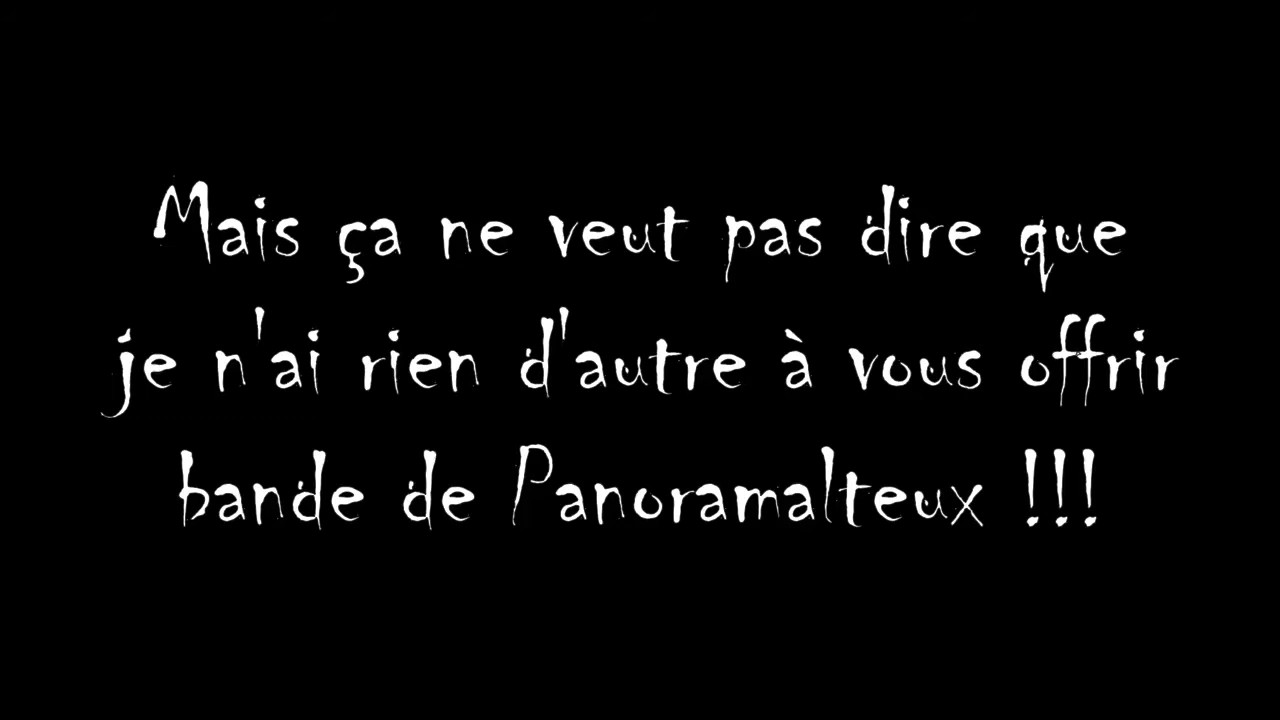 Mais ça ne veut pas dire que
je n'ai rien d'autre à vous offrir
bande de Panoramalteux !!!